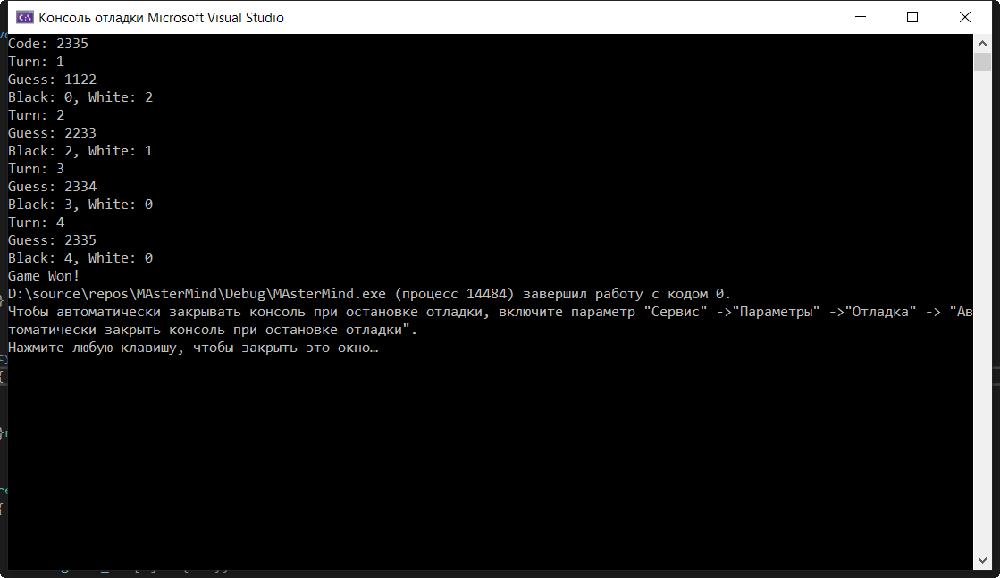 Консоль отладки Microsoft Visual Studio
Code: 2335
Turn: 1
Guess: 1122
Black: 0, White: 2
Turn: 2
Guess: 2233
Black: 2, White: 1
Turn: 3
Guess: 2334
Black: 3, White: 0
Turn: 4
Guess: 2335
Black: 4, White: 0
Game Won!
D:\source\repos\MAsterMind\Debug\MAsterMind.exe (процесс 14484) завершил работу с кодом 0.
Чтобы автоматически закрывать консоль при остановке отладки, включите параметр "Сервис" ->"Параметры" ->"Отладка" -> "Ав
томатически закрыть консоль при остановке отладки".
Нажмите любую клавишу, чтобы закрыть это окно…